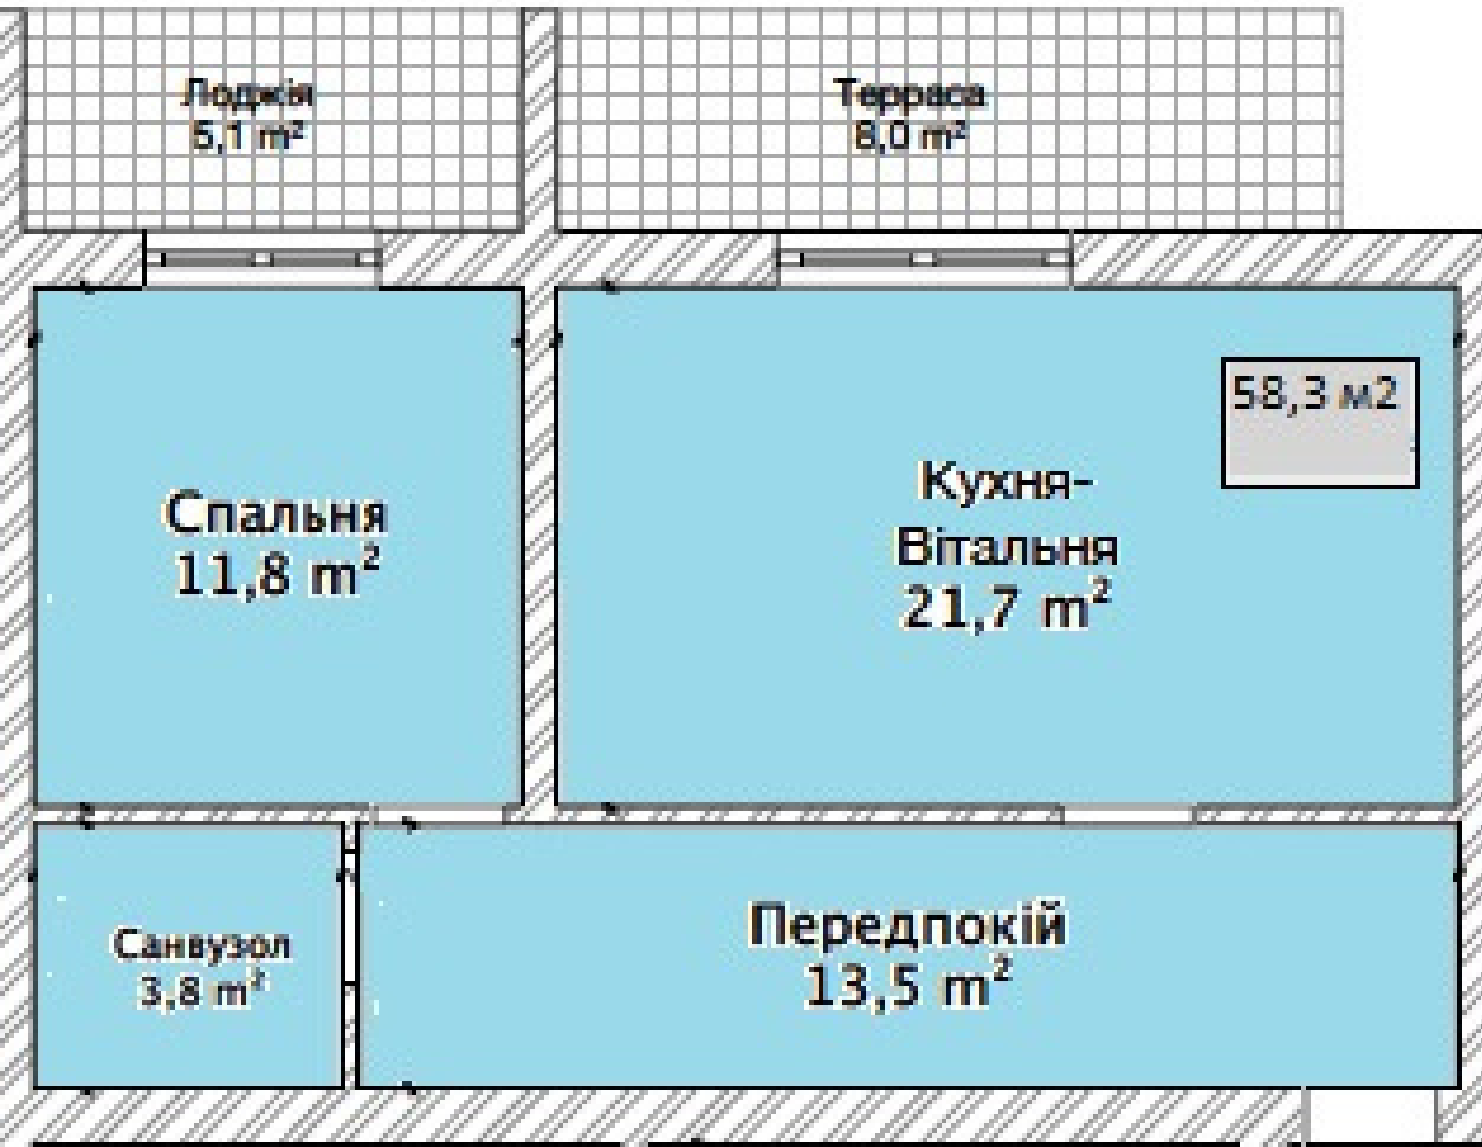 Лоджія
5,1 m²
Терраса
8,0 m²
58,3 м2
Спальня
11,8 m²
Кухня-
Вітальня
21,7 m²
Санвузол
3,8 m²
Передпокій
13,5 m²